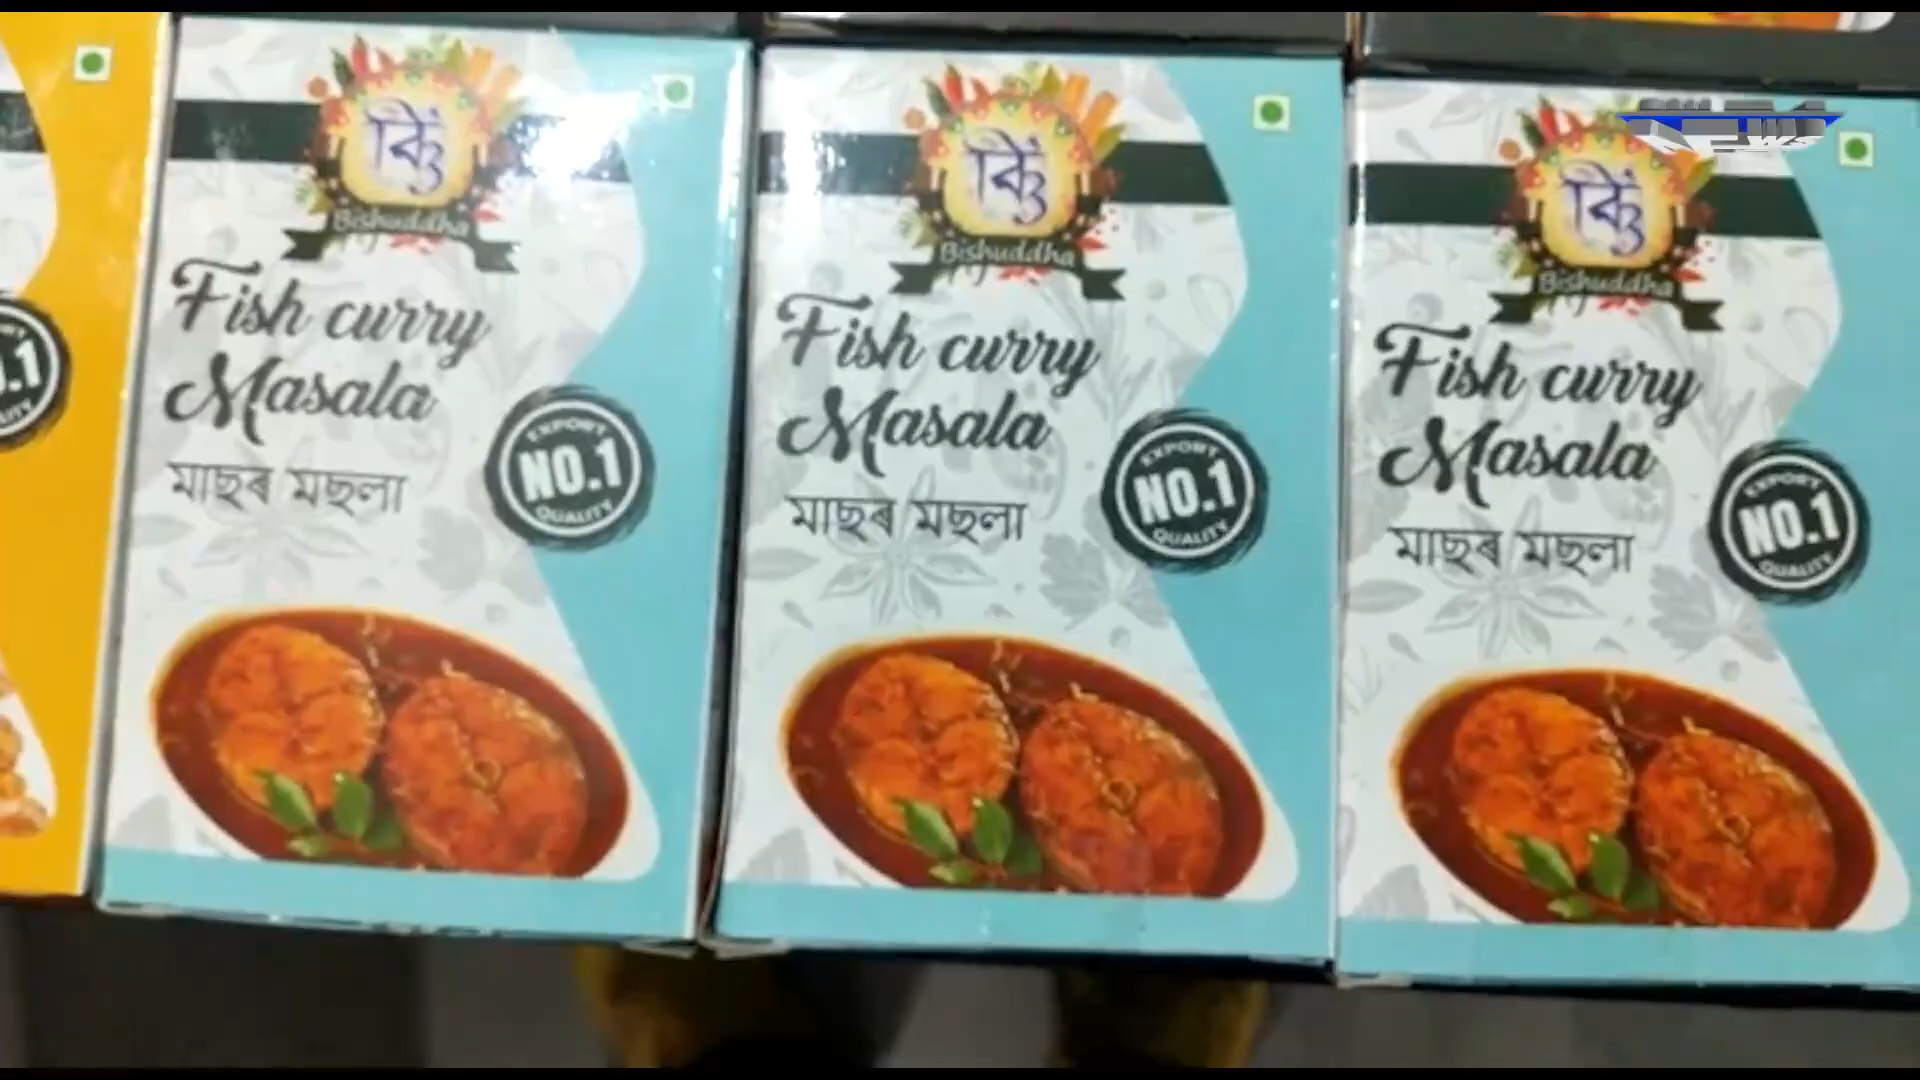 Bishuddha
Fish curry
Masala
মাছৰ মছলা
EXPORT
NO.1
QUALITY
Bishuddha
Fish curry
Masala
মাছৰ মছলা
EXPORT
NO.1
QUALITY
Bishuddha
Fish curry
Masala
মাছৰ মছলা
EXPORT
NO.1
QUALITY